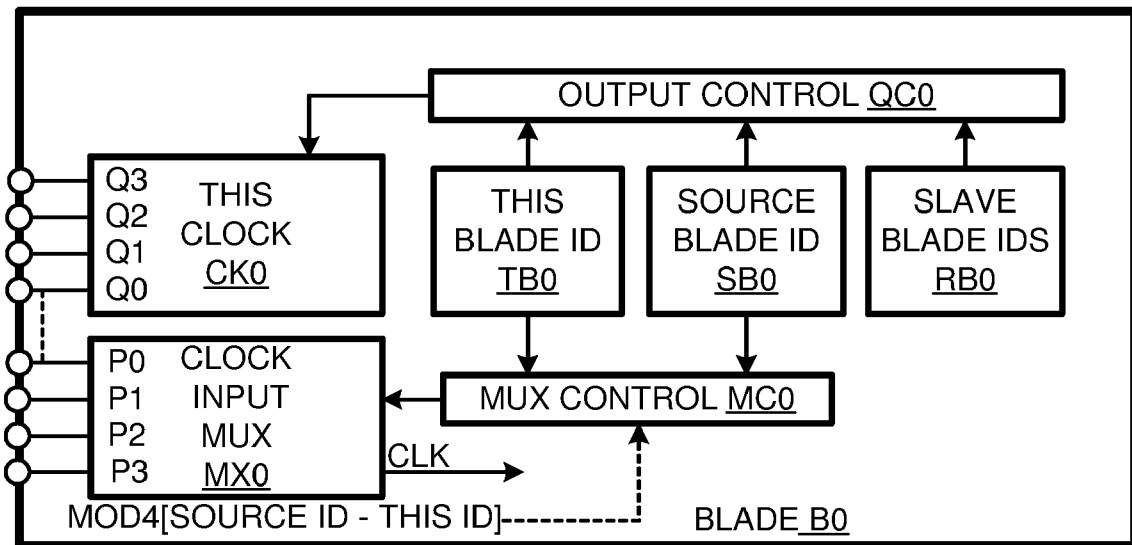 OUTPUT CONTROL QC0
Q3
Q2
Q1
Q0
THIS
CLOCK
CK0
THIS
BLADE ID
TB0
SOURCE
BLADE ID
SB0
SLAVE
BLADE IDS
RB0
P0
P1
P2
P3
CLOCK
INPUT
MUX
MX0
MUX CONTROL MC0
CLK
MOD4[SOURCE ID - THIS ID]
BLADE B0